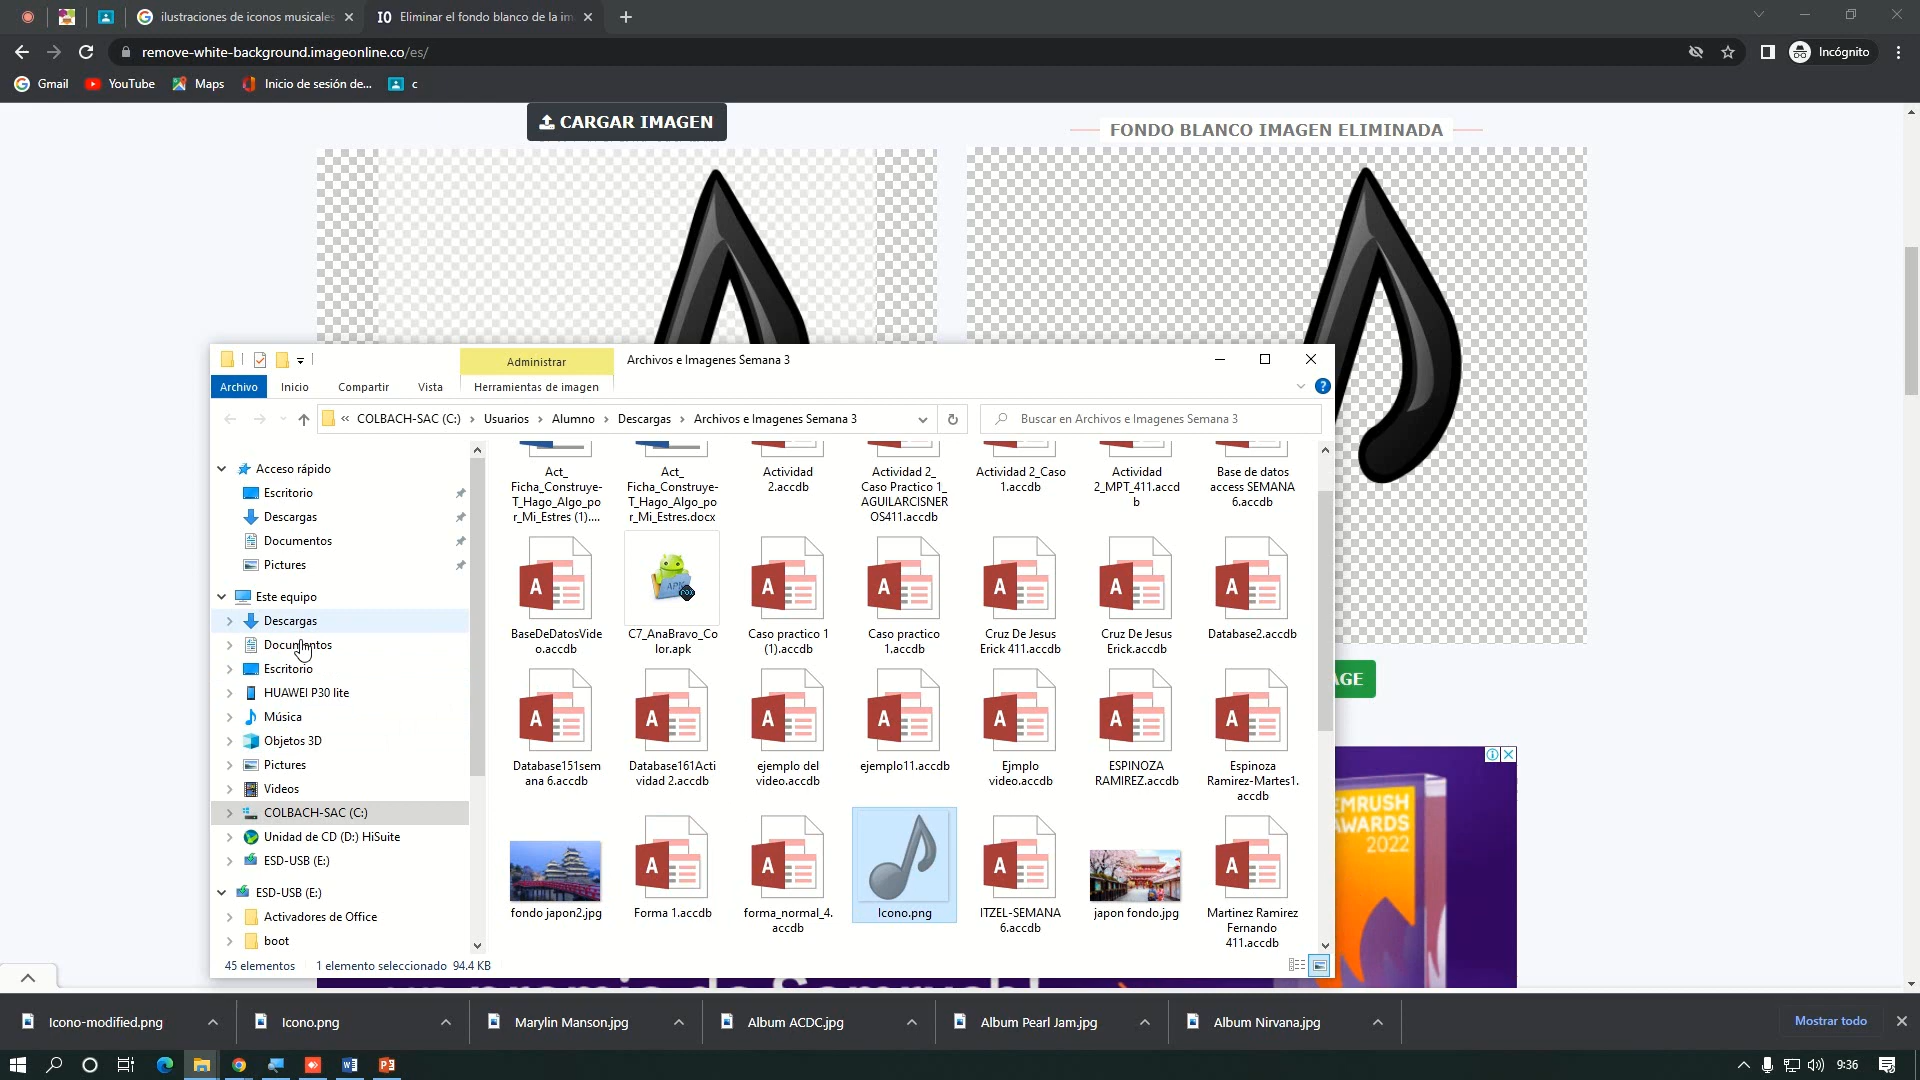 ilustraciones de iconos musicales
Eliminar el fondo blanco de la im
remove-white-background.imageonline.co/es/
Incógnito
Gmail
YouTube
Maps
Inicio de sesión de...
c
CARGAR IMAGEN
FONDO BLANCO IMAGEN ELIMINADA
Administrar
Archivos e Imagenes Semana 3
Archivo
Inicio
Compartir
Vista
Herramientas de imagen
« COLBACH-SAC (C:) > Usuarios > Alumno > Descargas > Archivos e Imagenes Semana 3
Buscar en Archivos e Imagenes Semana 3
Acceso rápido
Escritorio
Descargas
Documentos
Pictures
Este equipo
Descargas
Documentos
Escritorio
HUAWEI P30 lite
Música
Objetos 3D
Pictures
Videos
COLBACH-SAC (C:)
Unidad de CD (D:) HiSuite
ESD-USB (E:)
ESD-USB (E:)
Activadores de Office
boot
Act_
Ficha_Construye-
T_Hago_Algo_po
r_Mi_Estres (1)....
Act_
Ficha_Construye-
T_Hago_Algo_po
r_Mi_Estres.docx
Actividad
2.accdb
Actividad 2_
Caso Practico 1_
AGUILARCISNER
OS411.accdb
Actividad 2_Caso
1.accdb
Actividad
2_MPT_411.accd
b
Base de datos
access SEMANA
6.accdb
BaseDeDatosVide
o.accdb
C7_AnaBravo_Co
lor.apk
Caso practico 1
(1).accdb
Caso practico
1.accdb
Cruz De Jesus
Erick 411.accdb
Cruz De Jesus
Erick.accdb
Database2.accdb
Database151sem
ana 6.accdb
Database161Acti
vidad 2.accdb
ejemplo del
video.accdb
ejemplo11.accdb
Ejmplo
video.accdb
ESPINOZA
RAMIREZ.accdb
Espinoza
Ramirez-Martes1.
accdb
fondo japon2.jpg
Forma 1.accdb
forma_normal_4.
accdb
Icono.png
ITZEL-SEMANA
6.accdb
japon fondo.jpg
Martinez Ramirez
Fernando
411.accdb
45 elementos
1 elemento seleccionado 94.4 KB
AGE
EMRUSH
AWARDS
2022
Icono-modified.png
Icono.png
Marylin Manson.jpg
Album ACDC.jpg
Album Pearl Jam.jpg
Album Nirvana.jpg
Mostrar todo
9:36